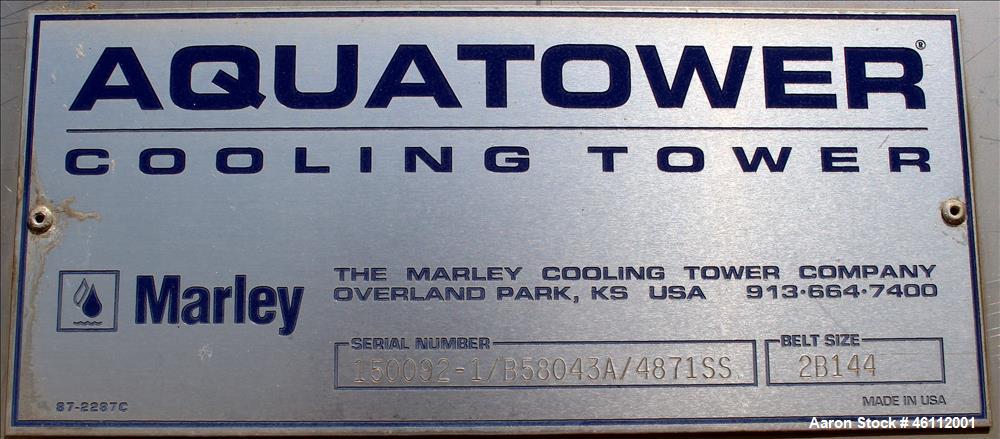 AQUATOWER®
COOLING TOWER
Marley
THE MARLEY COOLING TOWER COMPANY
OVERLAND PARK, KS USA 913·664·7400
SERIAL NUMBER
150092-1/B58043A/4871SS
BELT SIZE
2B144
87-2287C
MADE IN USA
Aaron Stock # 46112001